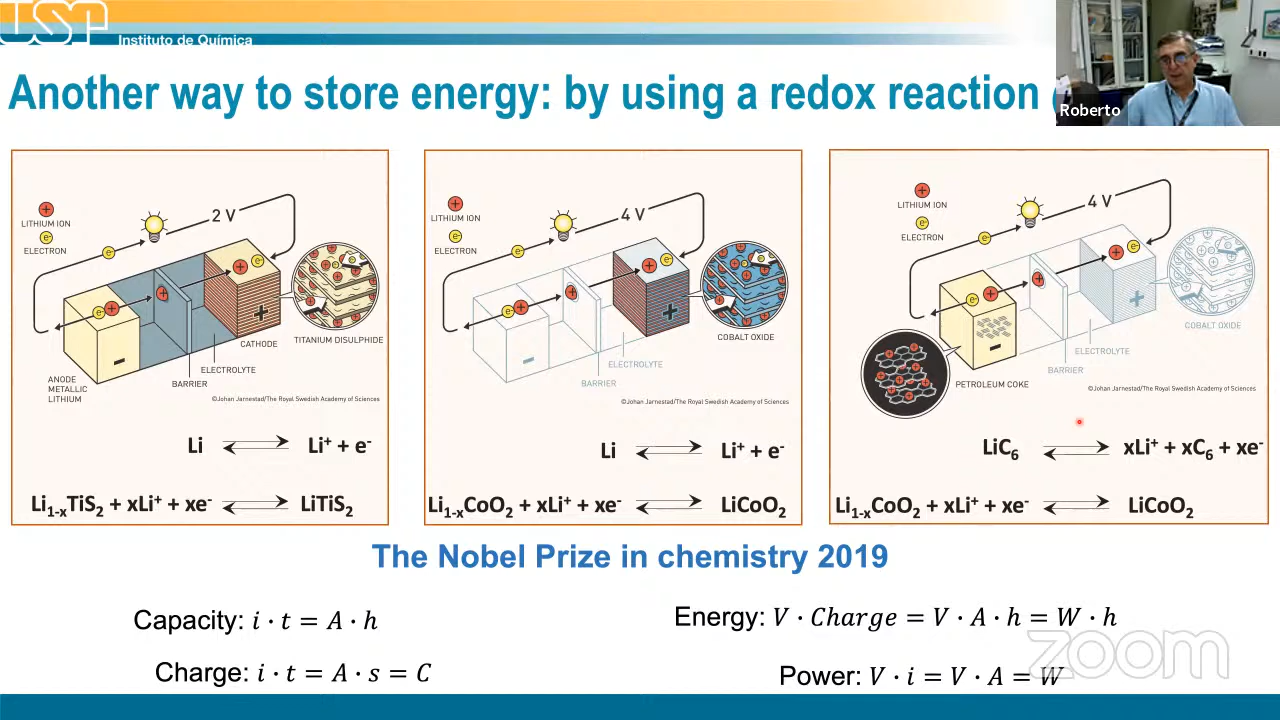 USP
Instituto de Química
Another way to store energy: by using a redox reaction
Roberto
LITHIUM ION
ELECTRON
2 V
e-
e-
e-
+
-
CATHODE
TITANIUM DISULPHIDE
ELECTROLYTE
BARRIER
ANODE
METALLIC
LITHIUM
©Johan Jarnestad/The Royal Swedish Academy of Sciences
Li ⇌ Li⁺ + e⁻
Li₁₋ₓTiS₂ + xLi⁺ + xe⁻ ⇌ LiTiS₂
LITHIUM ION
ELECTRON
4 V
e-
e-
e-
+
-
COBALT OXIDE
ELECTROLYTE
BARRIER
©Johan Jarnestad/The Royal Swedish Academy of Sciences
Li ⇌ Li⁺ + e⁻
Li₁₋ₓCoO₂ + xLi⁺ + xe⁻ ⇌ LiCoO₂
LITHIUM ION
ELECTRON
4 V
e-
e-
e-
+
-
COBALT OXIDE
ELECTROLYTE
BARRIER
PETROLEUM COKE
©Johan Jarnestad/The Royal Swedish Academy of Sciences
LiC₆ ⇌ xLi⁺ + xC₆ + xe⁻
Li₁₋ₓCoO₂ + xLi⁺ + xe⁻ ⇌ LiCoO₂
The Nobel Prize in chemistry 2019
Capacity: i · t = A · h
Charge: i · t = A · s = C
Energy: V · Charge = V · A · h = W · h
Power: V · i = V · A = W
zoom